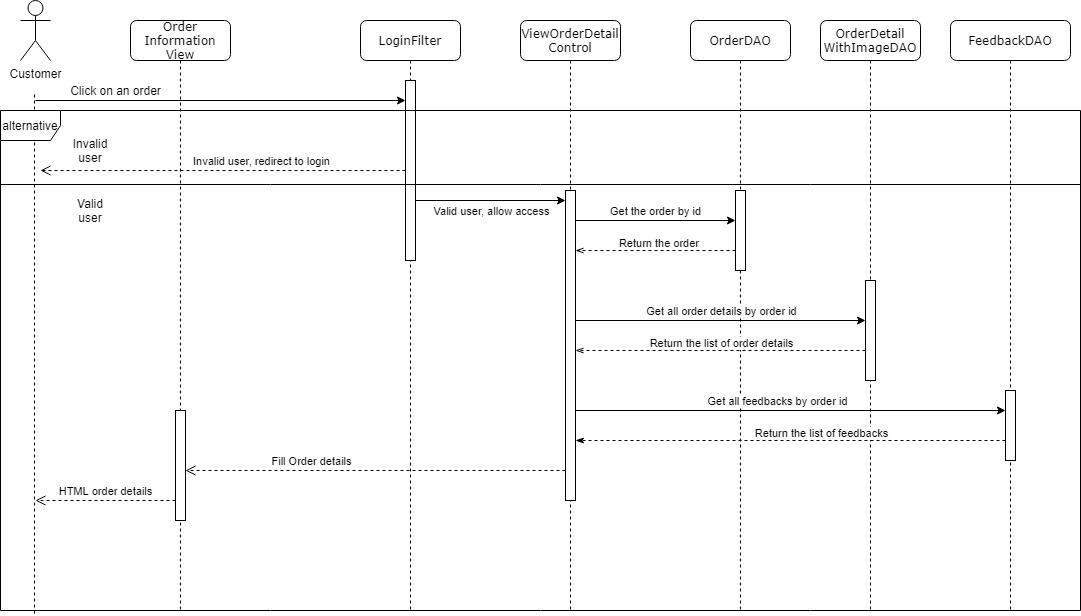 Order
Information
View
LoginFilter
ViewOrderDetail
Control
OrderDAO
OrderDetail
WithImageDAO
FeedbackDAO
Customer
Click on an order
alternative
Invalid
user
Invalid user, redirect to login
Valid
user
Valid user, allow access
Get the order by id
Return the order
Get all order details by order id
Return the list of order details
Get all feedbacks by order id
Return the list of feedbacks
Fill Order details
HTML order details